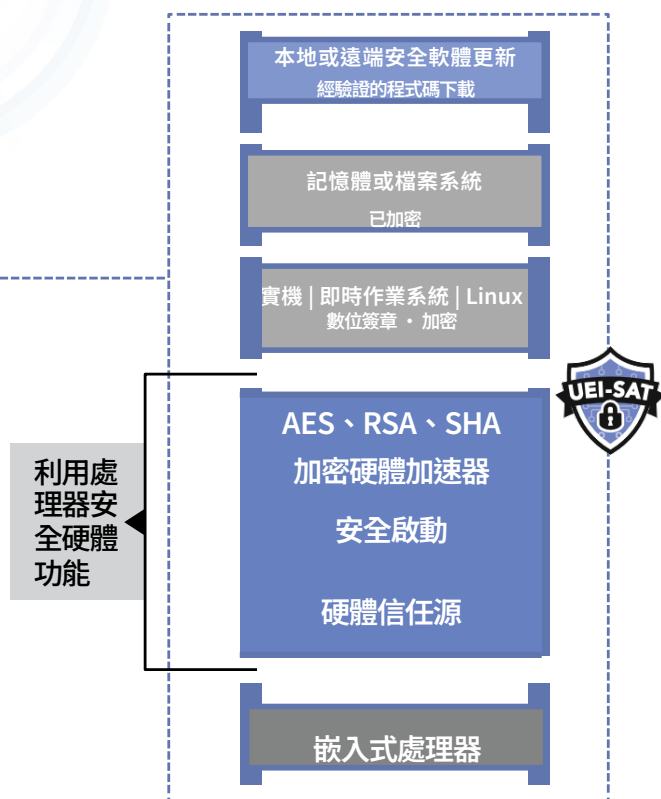 本地或遠端安全軟體更新
經驗證的程式碼下載
記憶體或檔案系統
已加密
實機 | 即時作業系統 | Linux
數位簽章 · 加密
UEI-SAT
AES、RSA、SHA
加密硬體加速器
安全啟動
硬體信任源
利用處
理器安
全硬體
功能
嵌入式處理器